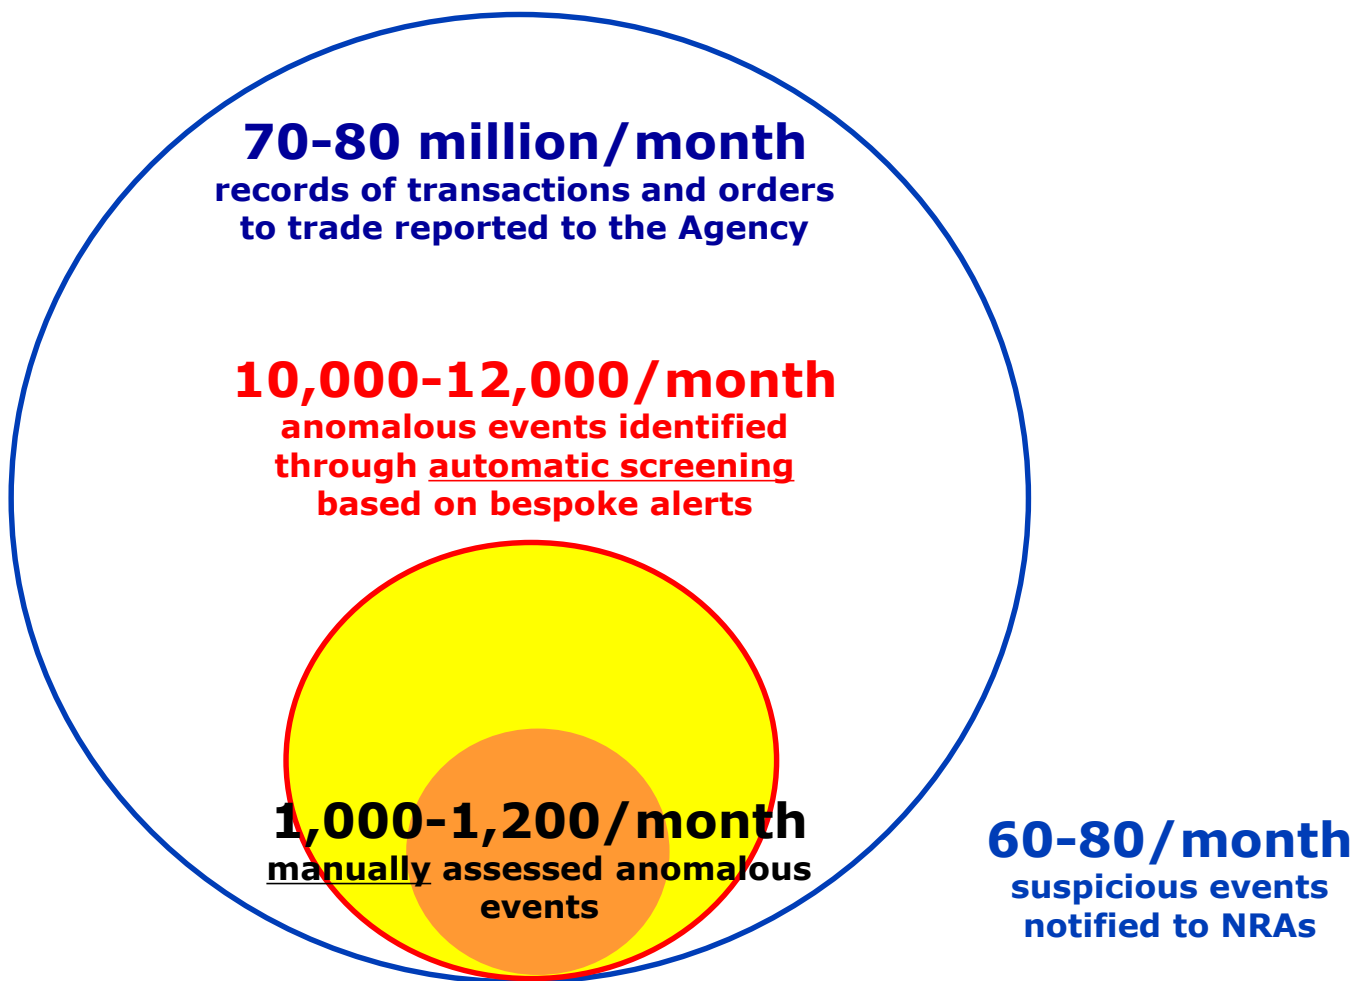 70-80 million/month
records of transactions and orders
to trade reported to the Agency
10,000-12,000/month
anomalous events identified
through automatic screening
based on bespoke alerts
1,000-1,200/month
manually assessed anomalous
events
60-80/month
suspicious events
notified to NRAs